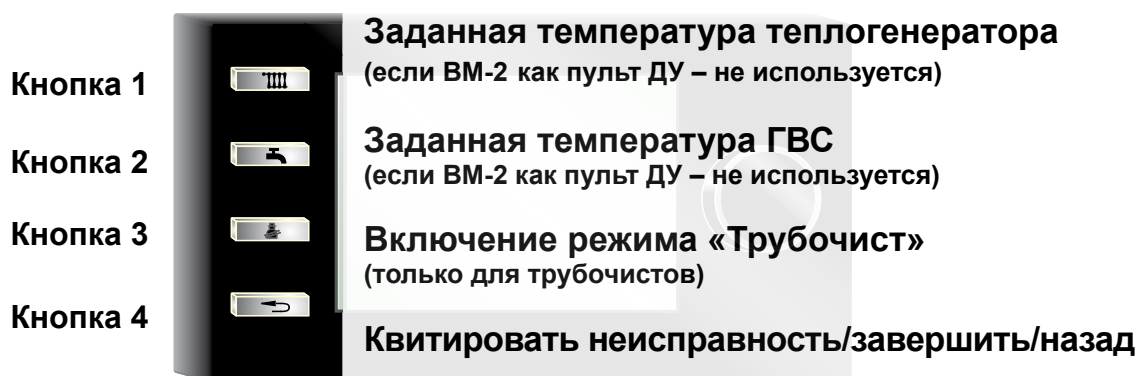 Заданная температура теплогенератора
Кнопка 1
(если ВМ-2 как пульт ДУ – не используется)
Заданная температура ГВС
Кнопка 2
(если ВМ-2 как пульт ДУ – не используется)
Кнопка 3
Включение режима «Трубочист»
(только для трубочистов)
Кнопка 4
Квитировать неисправность/завершить/назад